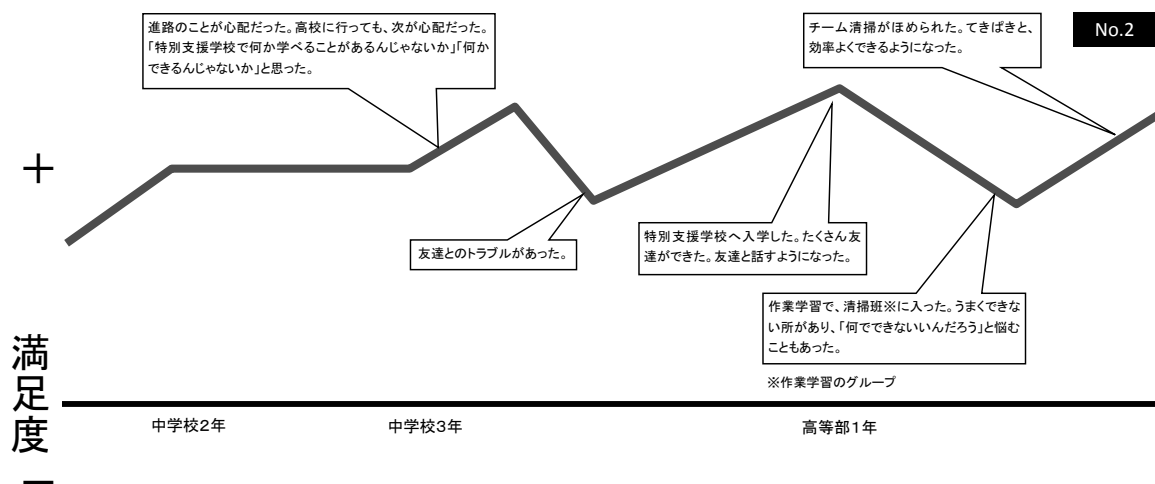 No.2
進路のことが心配だった。高校に行っても、次が心配だった。
「特別支援学校で何か学べることがあるんじゃないか」「何か
できるんじゃないか」と思った。
チーム清掃がほめられた。てきぱきと、
効率よくできるようになった。
＋
友達とのトラブルがあった。
特別支援学校へ入学した。たくさん友
達ができた。友達と話すようになった。
作業学習で、清掃班※に入った。うまくできな
い所があり、「何でできないいんだろう」と悩む
こともあった。
※作業学習のグループ
満足度
中学校2年
中学校3年
高等部1年